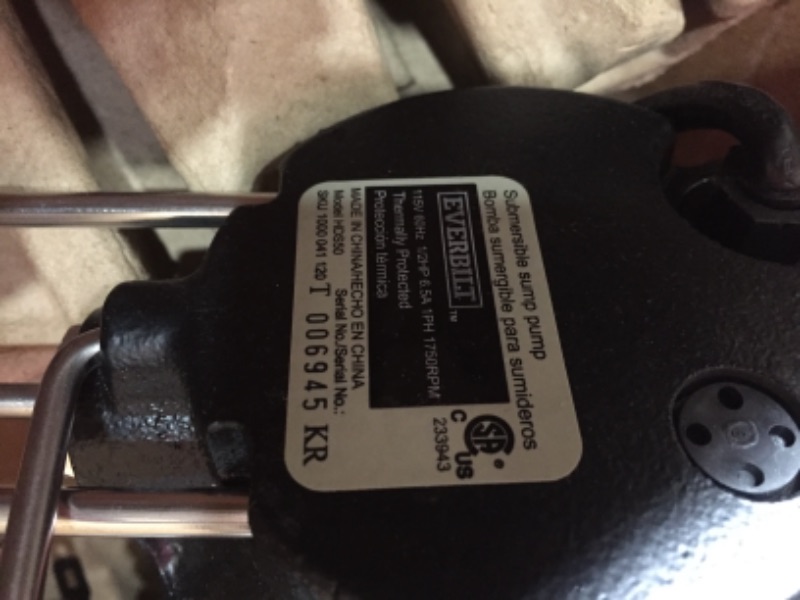 Submersible sump pump
Bomba sumergible para sumideros
EVERBILT™
115V 60Hz 1/2HP 6.5A 1PH 1750RPM
Thermally Protected
Protección térmica
SA®
C US
233943
MADE IN CHINA/HECHO EN CHINA
Model HDS50 Serial No./Serial No.:
SKU 1000 041 120 T 006945 KR